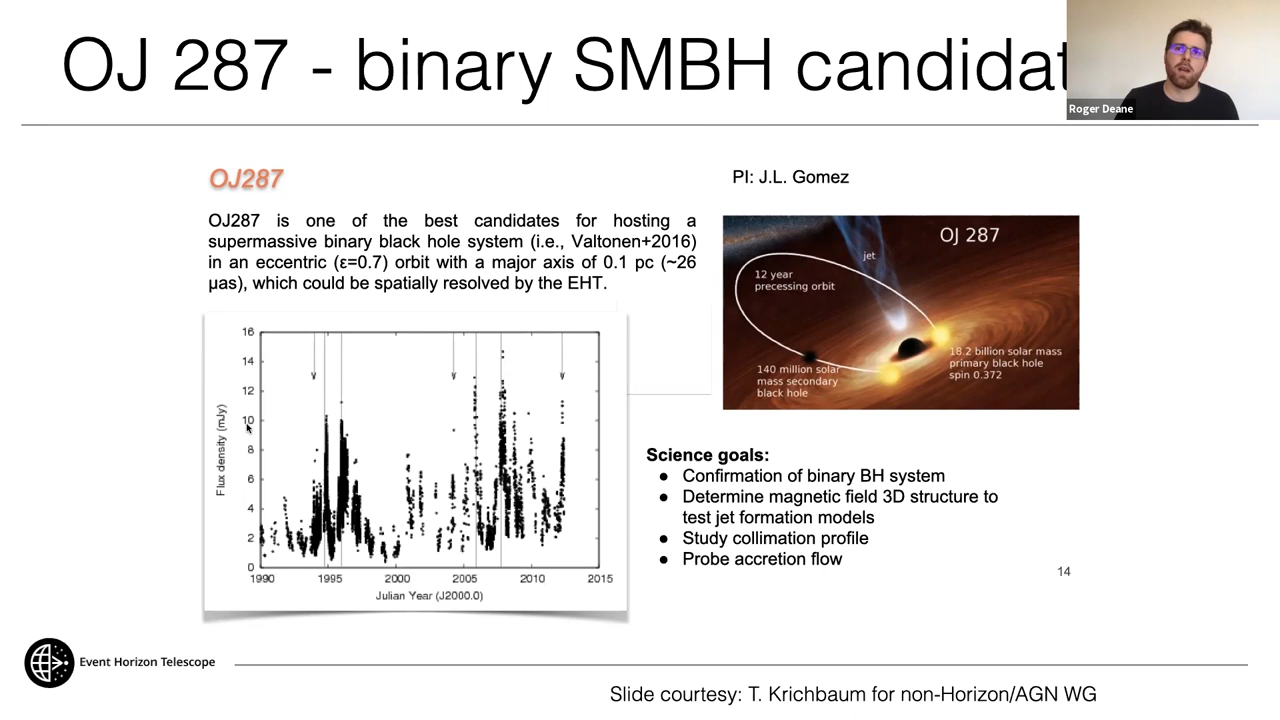 OJ 287 - binary SMBH candidat
Roger Deane
OJ287
OJ287 is one of the best candidates for hosting a
supermassive binary black hole system (i.e., Valtonen+2016)
in an eccentric (ε=0.7) orbit with a major axis of 0.1 pc (~26
μas), which could be spatially resolved by the EHT.
PI: J.L. Gomez
OJ 287
jet
12 year
precessing orbit
18.2 billion solar mass
primary black hole
spin 0.372
140 million solar
mass secondary
black hole
16
14
12
10
8
6
4
2
0
Flux density (mJy)
1990 1995 2000 2005 2010 2015
Julian Year (J2000.0)
Science goals:
● Confirmation of binary BH system
● Determine magnetic field 3D structure to
test jet formation models
● Study collimation profile
● Probe accretion flow
14
Event Horizon Telescope
Slide courtesy: T. Krichbaum for non-Horizon/AGN WG